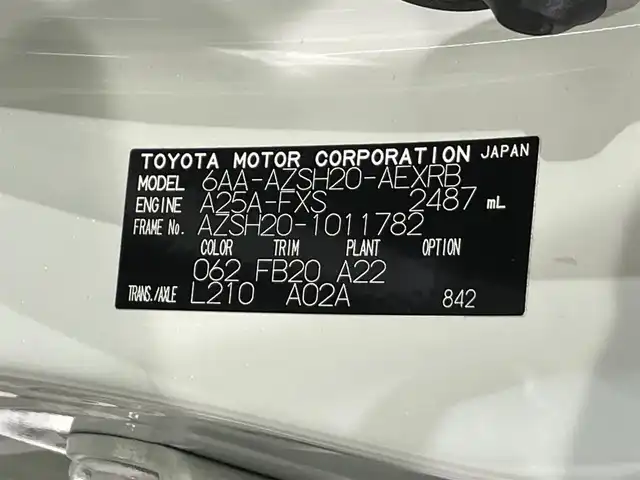 TOYOTA MOTOR CORPORATION JAPAN
MODEL 6AA-AZSH20-AEXRB
ENGINE A25A-FXS 2487 mL
FRAME No. AZSH20-1011782
COLOR TRIM PLANT OPTION
062 FB20 A22
TRANS./AXLE L210 A02A 842